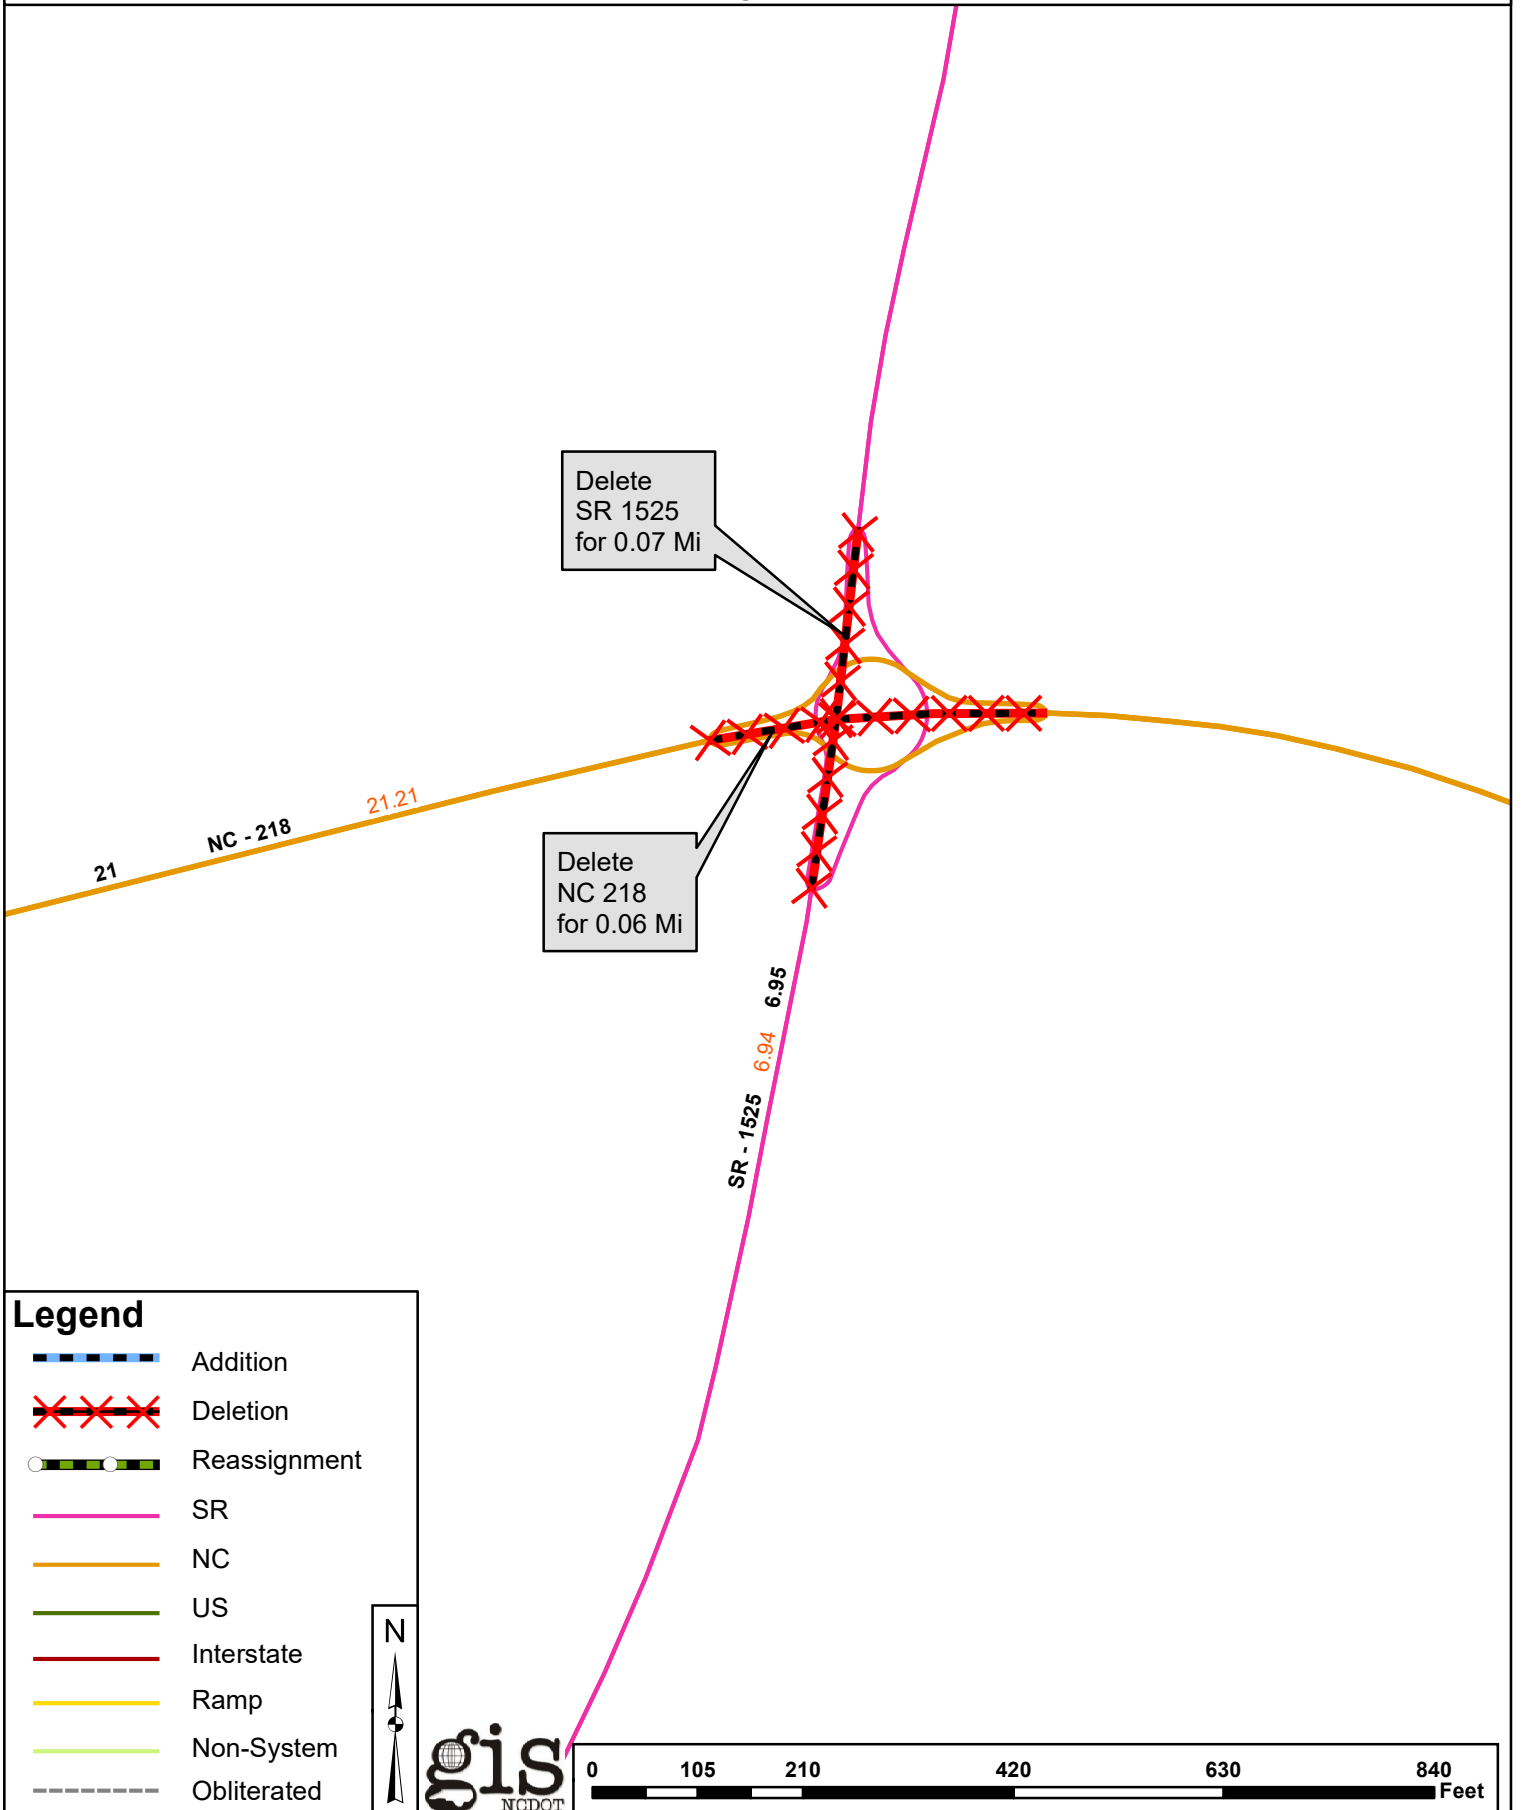 Delete
SR 1525
for 0.07 Mi
21.21
NC - 218
21
Delete
NC 218
for 0.06 Mi
6.95
6.94
SR - 1525
Legend
Addition
Deletion
Reassignment
SR
NC
US
Interstate
Ramp
Non-System
Obliterated
N
gis
NCDOT
0 105 210 420 630 840
Feet